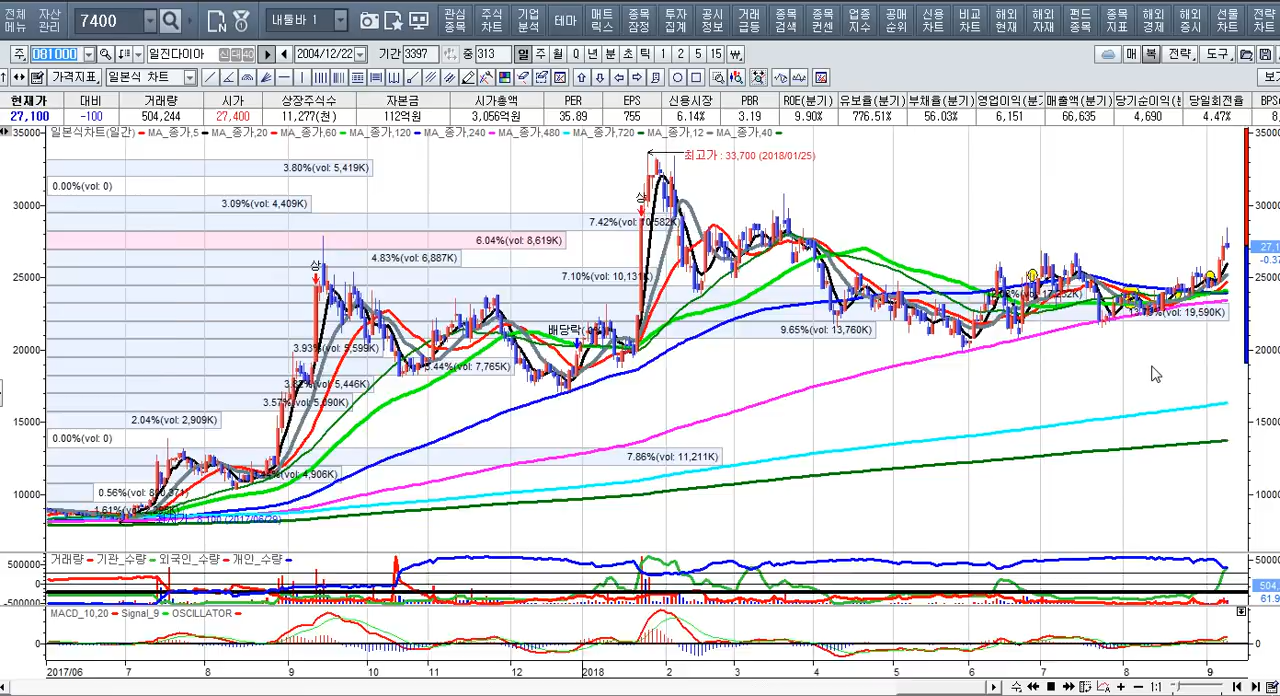 전체 메뉴
자산 관리
7400
내툴바 1
관심 종목
주식 차트
기업 분석
테마
매트 릭스
종목 잠정
투자 집계
공시 정보
거래 급등
종목 검색
종목 컨센
업종 지수
공매 순위
신용 차트
비교 차트
해외 현재
해외 자재
펀드 종목
종목 지표
해외 경제
해외 증시
선물 차트
전략 차트
주 081000 일진다이아 신 대 40 2004/12/22 기간 3397 중 313 일 주 월 Q 년 분 초 틱 1 2 5 15 ₩ 매 복 전략 도구
가격지표 일본식 차트
현재가 대비 거래량 시가 상장주식수 자본금 시가총액 PER EPS 신용시장 PBR ROE(분기) 유보율(분기) 부채율(분기) 영업이익(분 매출액(분기) 당기순이익(분 당일회전율 BPS
27,100 -100 504,244 27,400 11,277(천) 112억원 3,056억원 35.89 755 6.14% 3.19 9.90% 776.51% 56.03% 6,151 66,635 4,690 4.47%
일본식차트(일간) MA_종가,5 MA_종가,20 MA_종가,60 MA_종가,120 MA_종가,240 MA_종가,480 MA_종가,720 MA_종가,12 MA_종가,40
35000
최고가 : 33,700 (2018/01/25)
3.80%(vol: 5,419K)
0.00%(vol: 0)
3.09%(vol: 4,409K)
상
30000
7.42%(vol: 10,582K)
6.04%(vol: 8,619K)
4.83%(vol: 6,887K)
상
7.10%(vol: 10,131K)
25000
13.73%(vol: 19,590K)
배당락
9.65%(vol: 13,760K)
3.93%(vol: 5,599K)
20000
5.44%(vol: 7,765K)
3.82%(vol: 5,446K)
3.57%(vol: 5,090K)
2.04%(vol: 2,909K)
15000
0.00%(vol: 0)
7.86%(vol: 11,211K)
10000
거래량 기관_수량 외국인_수량 개인_수량
500000
0
-500000
MACD_10,20 Signal_9 OSCILLATOR
0
2017/06 7 8 9 10 11 12 2018 2 3 4 5 6 7 8 9
수 1:1